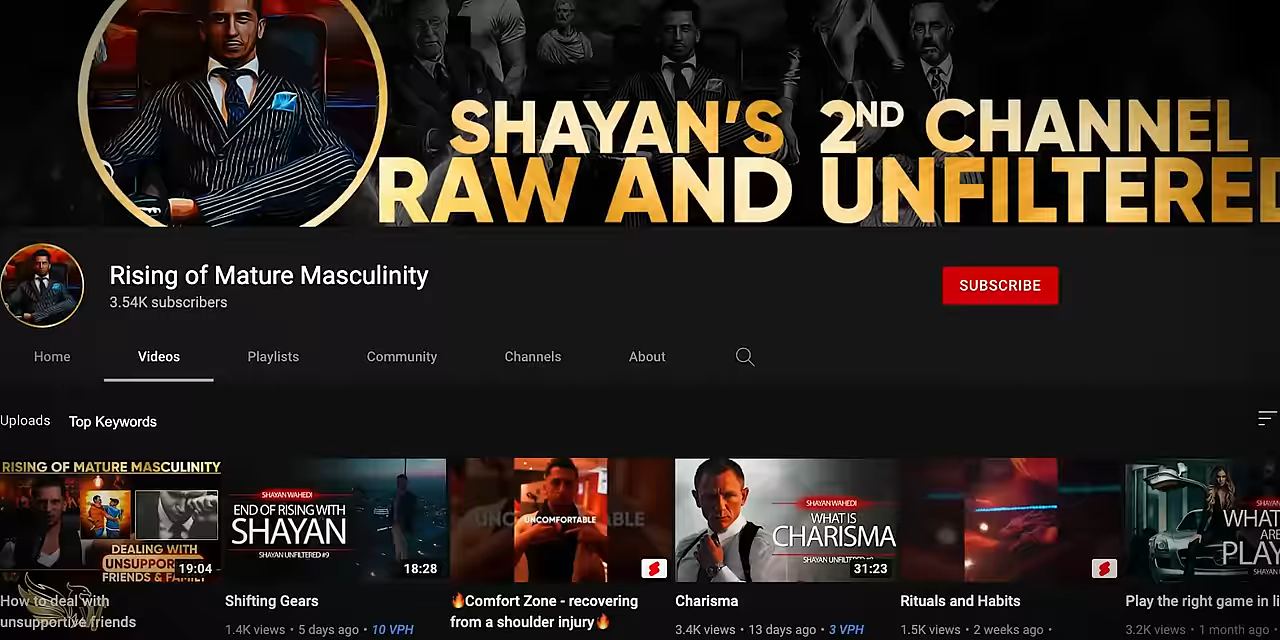 SHAYAN'S 2ND CHANNEL
RAW AND UNFILTERED
Rising of Mature Masculinity
3.54K subscribers
SUBSCRIBE
Home Videos Playlists Community Channels About
Uploads Top Keywords
RISING OF MATURE MASCULINITY
DEALING WITH
FRIENDS & FAMILY
19:04
SHAYAN WAHEDI
END OF RISING WITH
SHAYAN
SHAYAN UNFILTERED #9
18:28
UNCOMFORTABLE
SHAYAN WAHEDI
WHAT IS
CHARISMA
31:23
WHAT
ARE
PLAY
How to deal with
unsupportive friends
Shifting Gears
1.4K views • 5 days ago • 10 VPH
🔥Comfort Zone - recovering
from a shoulder injury🔥
Charisma
3.4K views • 13 days ago • 3 VPH
Rituals and Habits
1.5K views • 2 weeks ago •
Play the right game in li
3.2K views • 1 month ago •